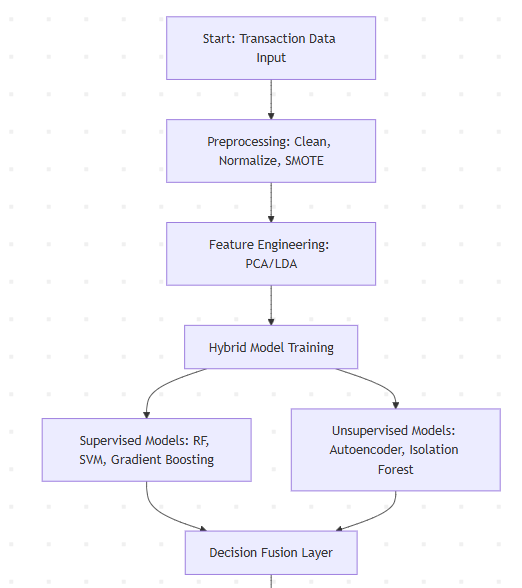 Start: Transaction Data
Input
Preprocessing: Clean,
Normalize, SMOTE
Feature Engineering:
PCA/LDA
Hybrid Model Training
Supervised Models: RF,
SVM, Gradient Boosting
Unsupervised Models:
Autoencoder, Isolation
Forest
Decision Fusion Layer